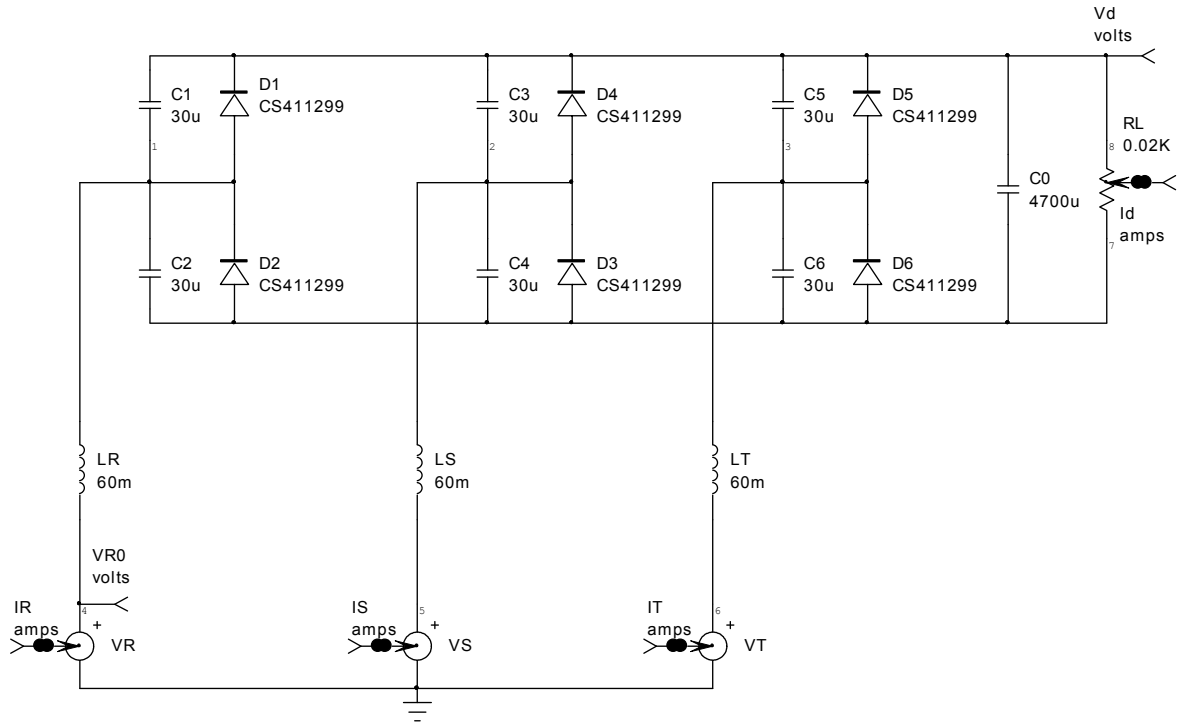 Vd
volts
C1
30u
D1
CS411299
C3
30u
D4
CS411299
C5
30u
D5
CS411299
RL
0.02K
1
2
3
8
C0
4700u
Id
amps
7
C2
30u
D2
CS411299
C4
30u
D3
CS411299
C6
30u
D6
CS411299
LR
60m
LS
60m
LT
60m
VR0
volts
IR
amps
4
+
VR
IS
amps
5
+
VS
IT
amps
6
+
VT